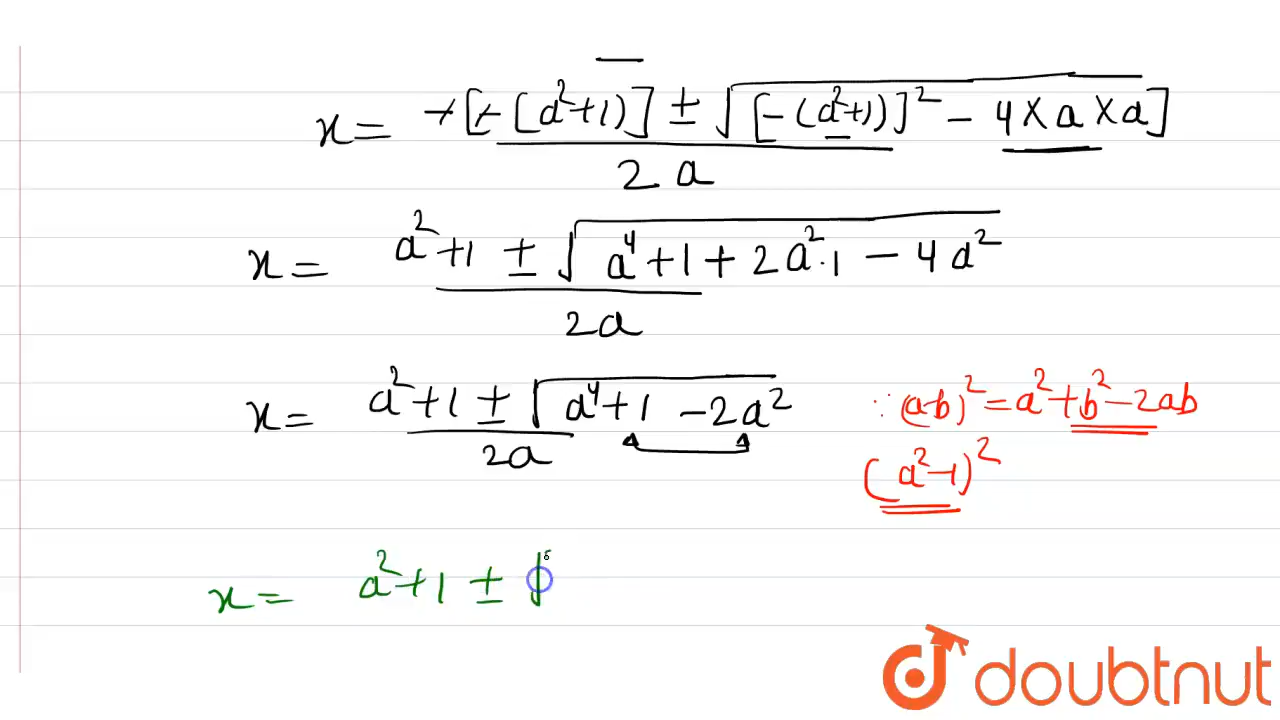 x = +[-[a²+1)] ± √[-(a²+1)]² - 4×a×a]
2a
x = a²+1 ± √a⁴+1+2a²·1-4a²
2a
x = a²+1 ± √a⁴+1-2a²
2a
∵ (a-b)² = a²+b²-2ab
(a²-1)²
x = a²+1 ± √
doubtnut